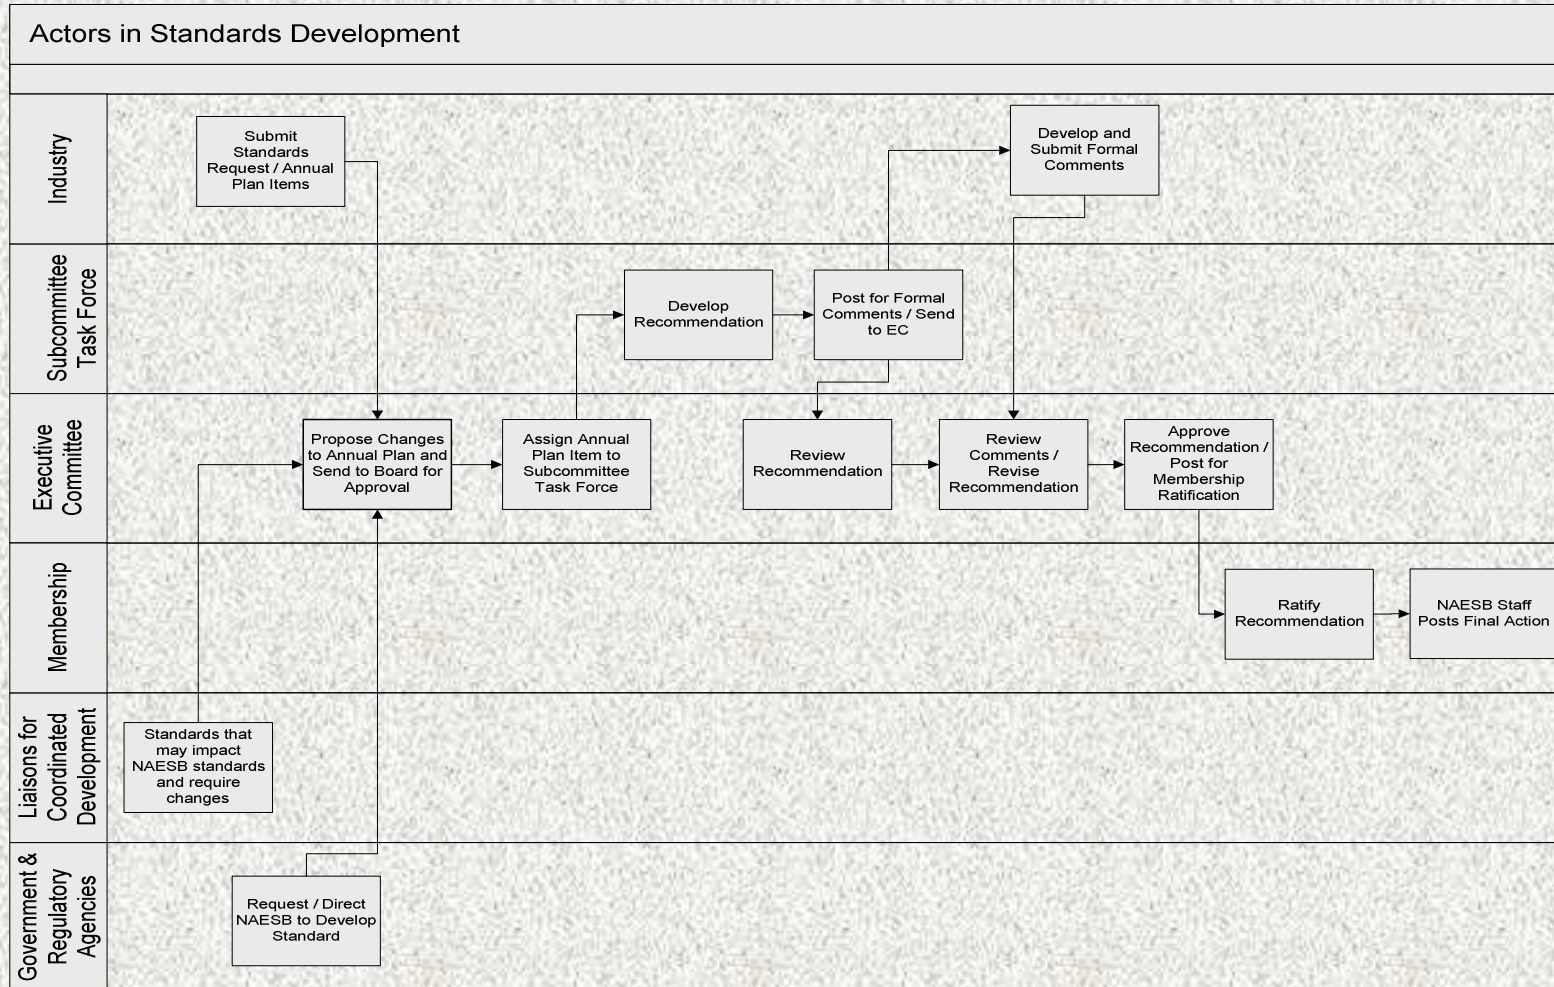 Actors in Standards Development
Industry
Submit
Standards
Request / Annual
Plan Items
Develop and
Submit Formal
Comments
Subcommittee
Task Force
Develop
Recommendation
Post for Formal
Comments / Send
to EC
Executive
Committee
Propose Changes
to Annual Plan and
Send to Board for
Approval
Assign Annual
Plan Item to
Subcommittee
Task Force
Review
Recommendation
Review
Comments /
Revise
Recommendation
Approve
Recommendation /
Post for
Membership
Ratification
Membership
Ratify
Recommendation
NAESB Staff
Posts Final Action
Liaisons for
Coordinated
Development
Standards that
may impact
NAESB standards
and require
changes
Government &
Regulatory
Agencies
Request / Direct
NAESB to Develop
Standard